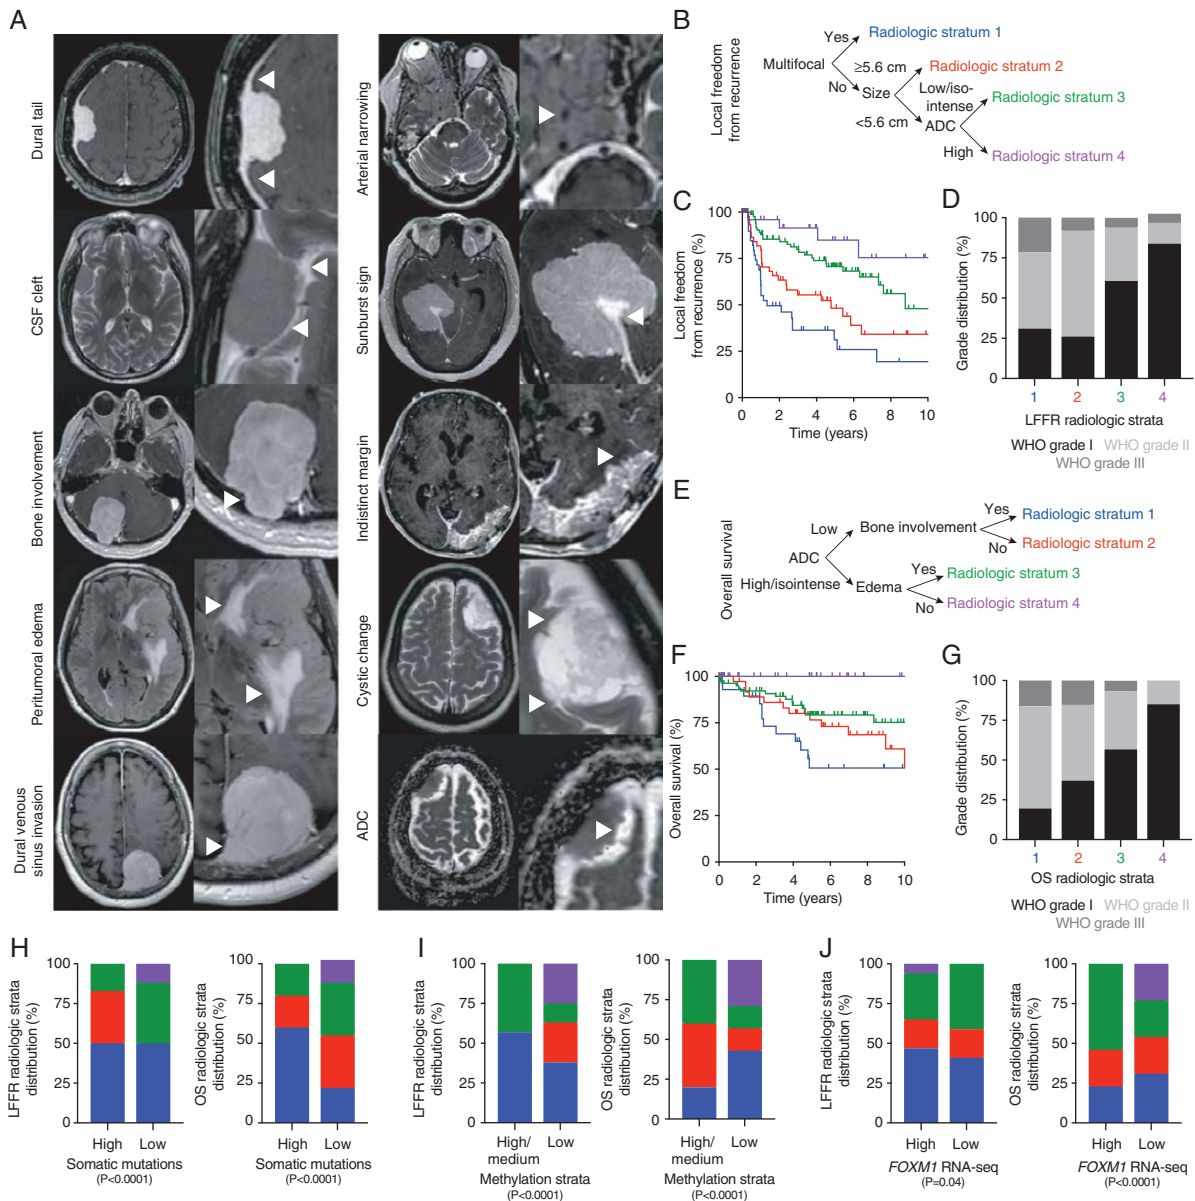 A
Dural tail
CSF cleft
Bone involvement
Peritumoral edema
Dural venous
sinus invasion
Arterial narrowing
Sunburst sign
Indistinct margin
Cystic change
ADC
B
Local freedom
from recurrence
Multifocal
Yes
Radiologic stratum 1
No
Size
≥5.6 cm
Radiologic stratum 2
<5.6 cm
ADC
Low/iso-
intense
Radiologic stratum 3
High
Radiologic stratum 4
C
Local freedom
from recurrence (%)
100
75
50
25
0
0 2 4 6 8 10
Time (years)
D
Grade distribution (%)
100
75
50
25
0
1 2 3 4
LFFR radiologic strata
WHO grade I WHO grade II
WHO grade III
E
Overall survival
ADC
Low
Bone involvement
Yes
Radiologic stratum 1
No
Radiologic stratum 2
High/isointense
Edema
Yes
Radiologic stratum 3
No
Radiologic stratum 4
F
Overall survival (%)
100
75
50
25
0
0 2 4 6 8 10
Time (years)
G
Grade distribution (%)
100
75
50
25
0
1 2 3 4
OS radiologic strata
WHO grade I WHO grade II
WHO grade III
H
LFFR radiologic strata
distribution (%)
100
75
50
25
0
High Low
Somatic mutations
(P<0.0001)
OS radiologic strata
distribution (%)
100
75
50
25
0
High Low
Somatic mutations
(P<0.0001)
I
LFFR radiologic strata
distribution (%)
100
75
50
25
0
High/
medium
Low
Methylation strata
(P<0.0001)
OS radiologic strata
distribution (%)
100
75
50
25
0
High/
medium
Low
Methylation strata
(P<0.0001)
J
LFFR radiologic strata
distribution (%)
100
75
50
25
0
High Low
FOXM1 RNA-seq
(P=0.04)
OS radiologic strata
distribution (%)
100
75
50
25
0
High Low
FOXM1 RNA-seq
(P<0.0001)